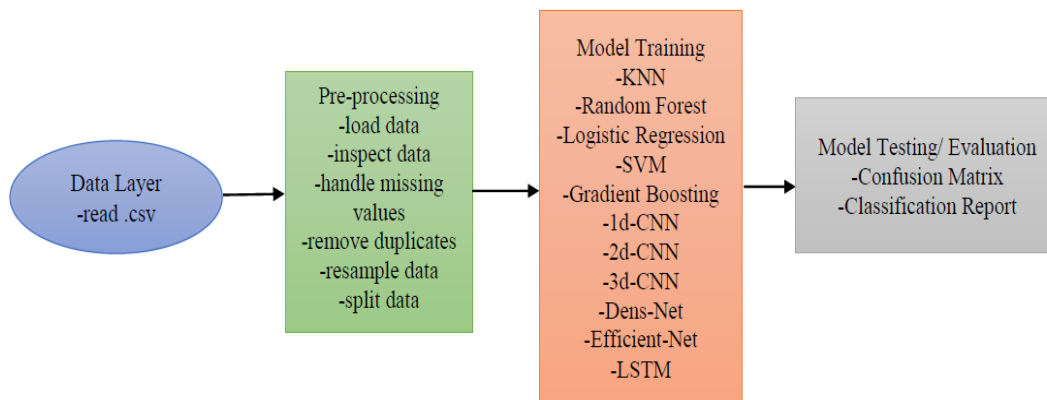 Data Layer
-read .csv
Pre-processing
-load data
-inspect data
-handle missing
values
-remove duplicates
-resample data
-split data
Model Training
-KNN
-Random Forest
-Logistic Regression
-SVM
-Gradient Boosting
-1d-CNN
-2d-CNN
-3d-CNN
-Dens-Net
-Efficient-Net
-LSTM
Model Testing/ Evaluation
-Confusion Matrix
-Classification Report